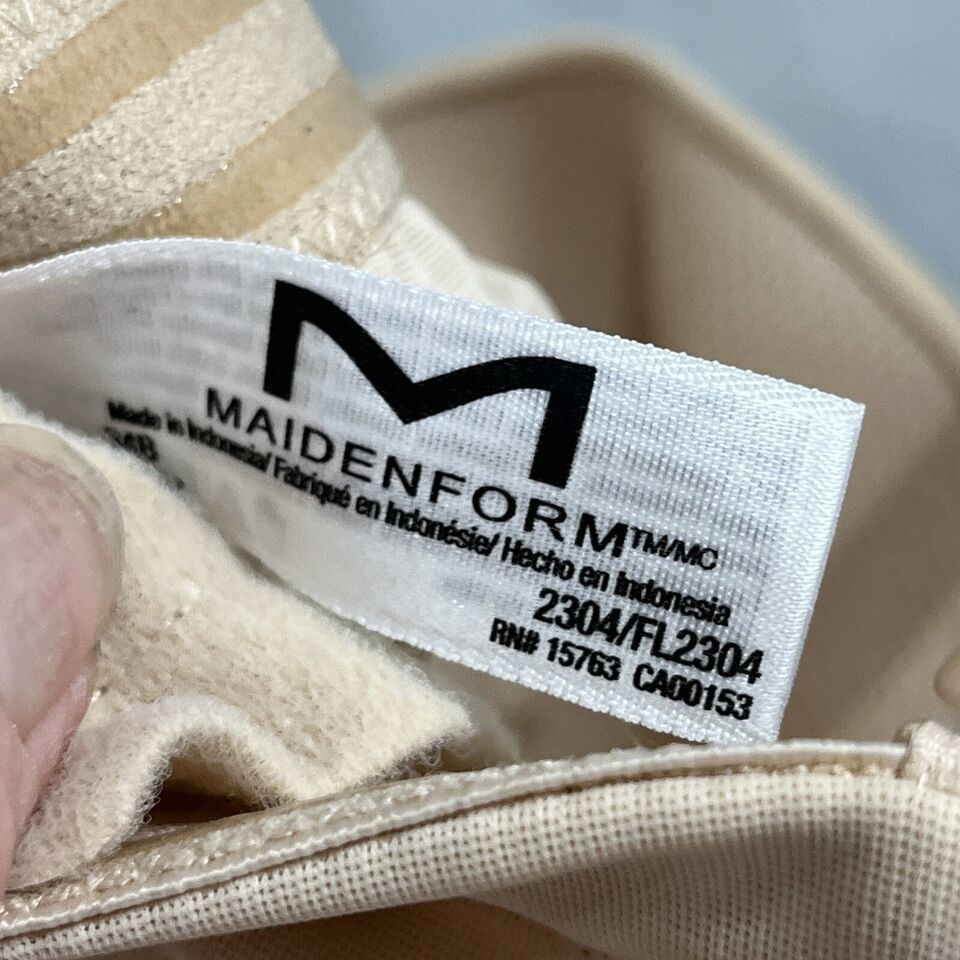 MAIDENFORM™/MC
Made in Indonesia/ Fabriqué en Indonésie/ Hecho en Indonesia
2304/FL2304
RN# 15763 CA00153